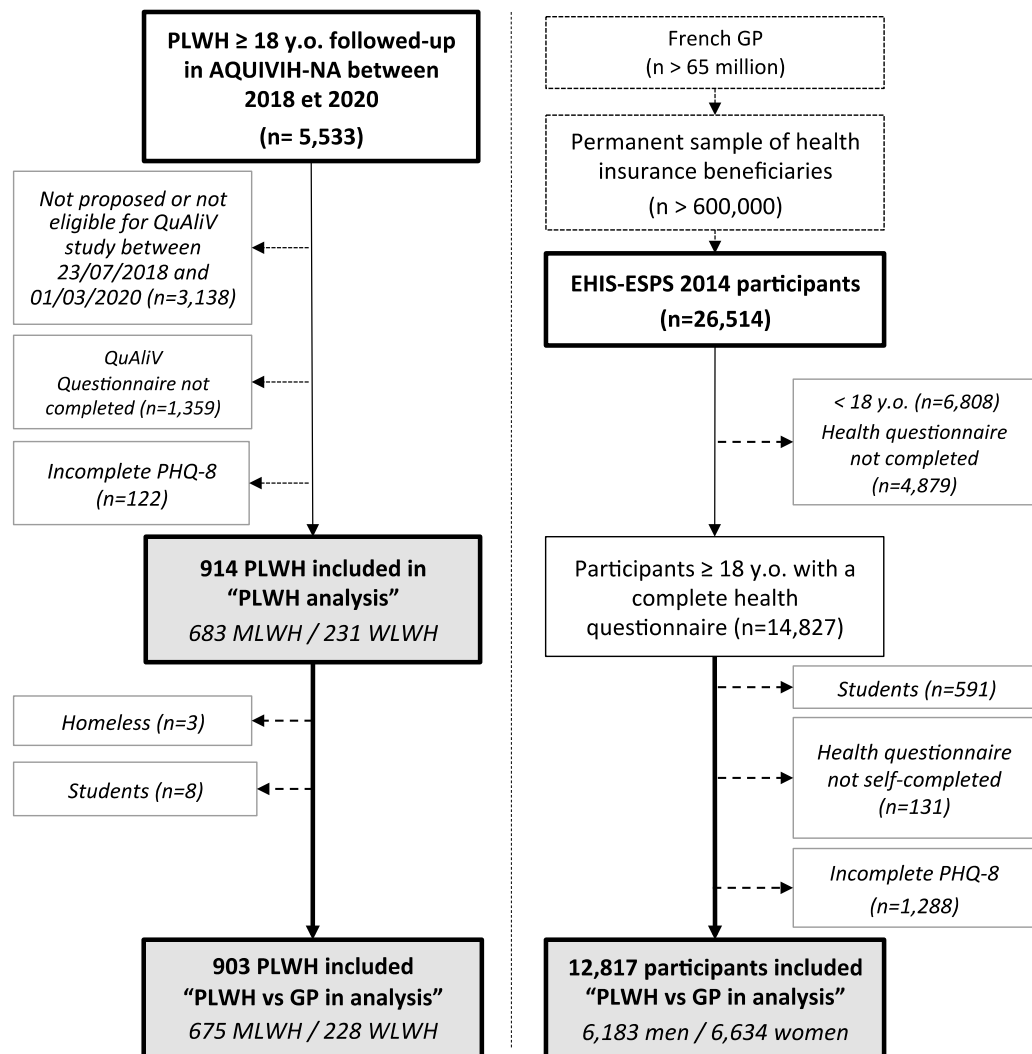 PLWH ≥ 18 y.o. followed-up
in AQUIVIH-NA between
2018 et 2020
(n= 5,533)
Not proposed or not
eligible for QuAliV
study between
23/07/2018 and
01/03/2020 (n=3,138)
QuAliV
Questionnaire not
completed (n=1,359)
Incomplete PHQ-8
(n=122)
914 PLWH included in
“PLWH analysis”
683 MLWH / 231 WLWH
Homeless (n=3)
Students (n=8)
903 PLWH included
“PLWH vs GP in analysis”
675 MLWH / 228 WLWH
French GP
(n > 65 million)
Permanent sample of health
insurance beneficiaries
(n > 600,000)
EHIS-ESPS 2014 participants
(n=26,514)
< 18 y.o. (n=6,808)
Health questionnaire
not completed
(n=4,879)
Participants ≥ 18 y.o. with a
complete health
questionnaire (n=14,827)
Students (n=591)
Health questionnaire
not self-completed
(n=131)
Incomplete PHQ-8
(n=1,288)
12,817 participants included
“PLWH vs GP in analysis”
6,183 men / 6,634 women